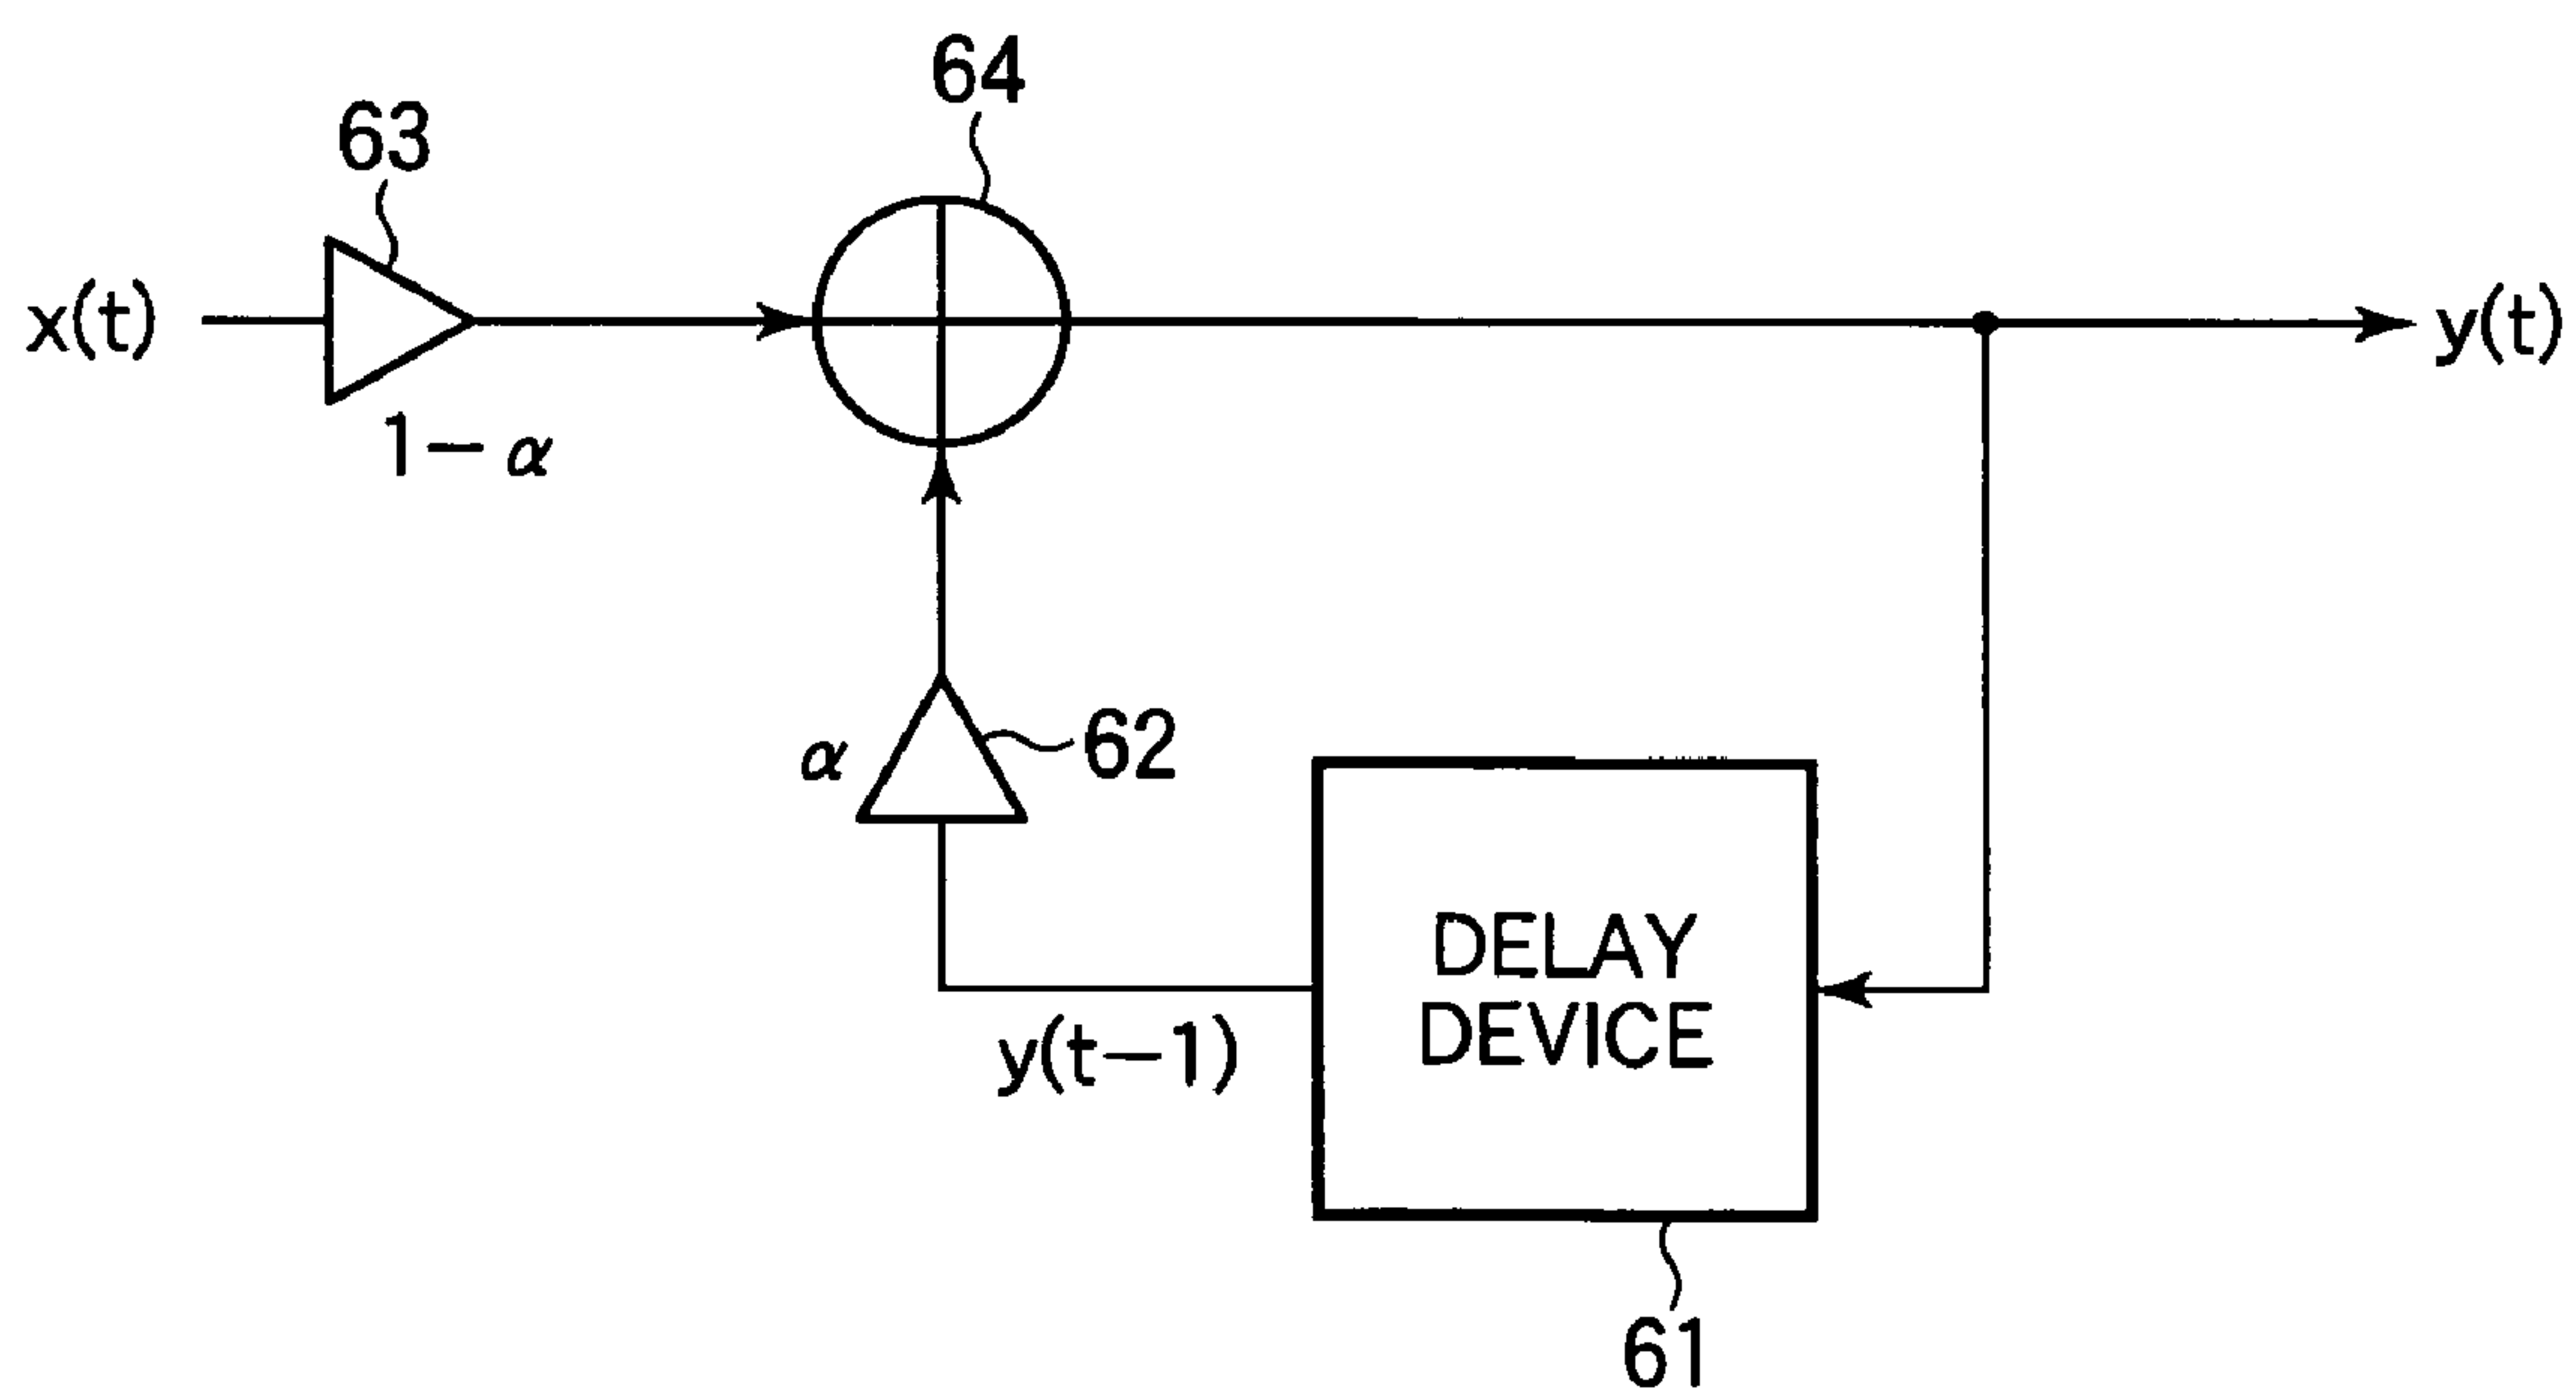 64
63
x(t)
y(t)
1-α
α
62
DELAY
DEVICE
y(t-1)
61